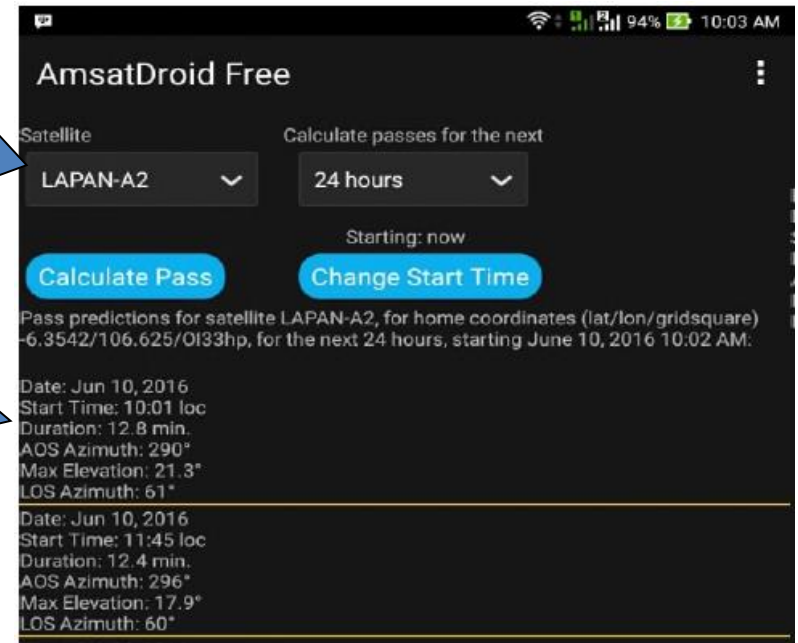 94% 10:03 AM
AmsatDroid Free
Satellite
Calculate passes for the next
LAPAN-A2
24 hours
Starting: now
Calculate Pass
Change Start Time
Pass predictions for satellite LAPAN-A2, for home coordinates (lat/lon/gridsquare)
-6.3542/106.625/OI33hp, for the next 24 hours, starting June 10, 2016 10:02 AM:
Date: Jun 10, 2016
Start Time: 10:01 loc
Duration: 12.8 min.
AOS Azimuth: 290°
Max Elevation: 21.3°
LOS Azimuth: 61°
Date: Jun 10, 2016
Start Time: 11:45 loc
Duration: 12.4 min.
AOS Azimuth: 296°
Max Elevation: 17.9°
LOS Azimuth: 60°